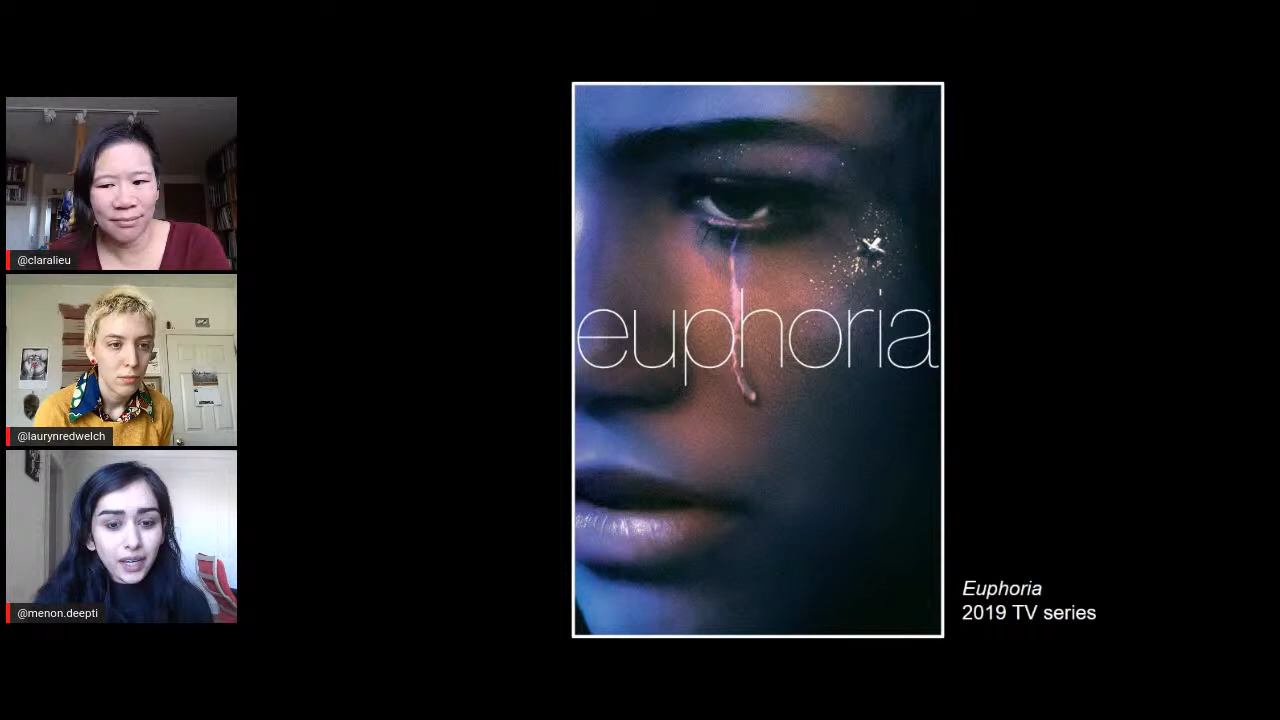 @claralieu
@laurynredwelch
@menon.deepti
euphoria
Euphoria
2019 TV series